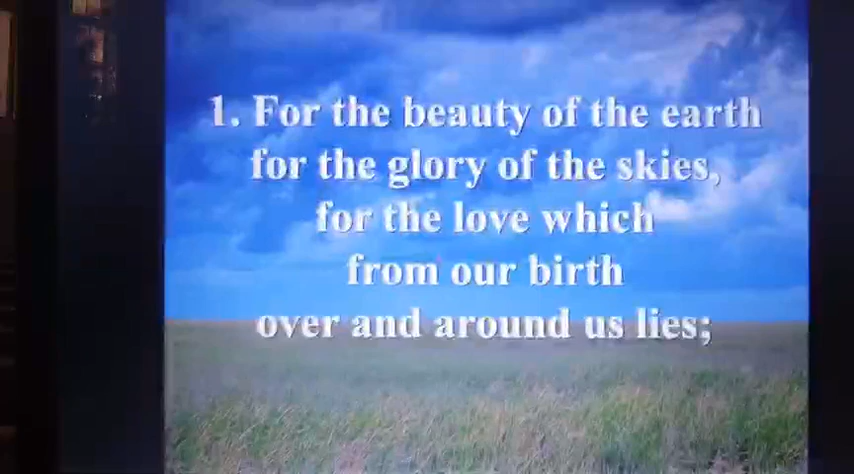 1. For the beauty of the earth
for the glory of the skies,
for the love which
from our birth
over and around us lies;